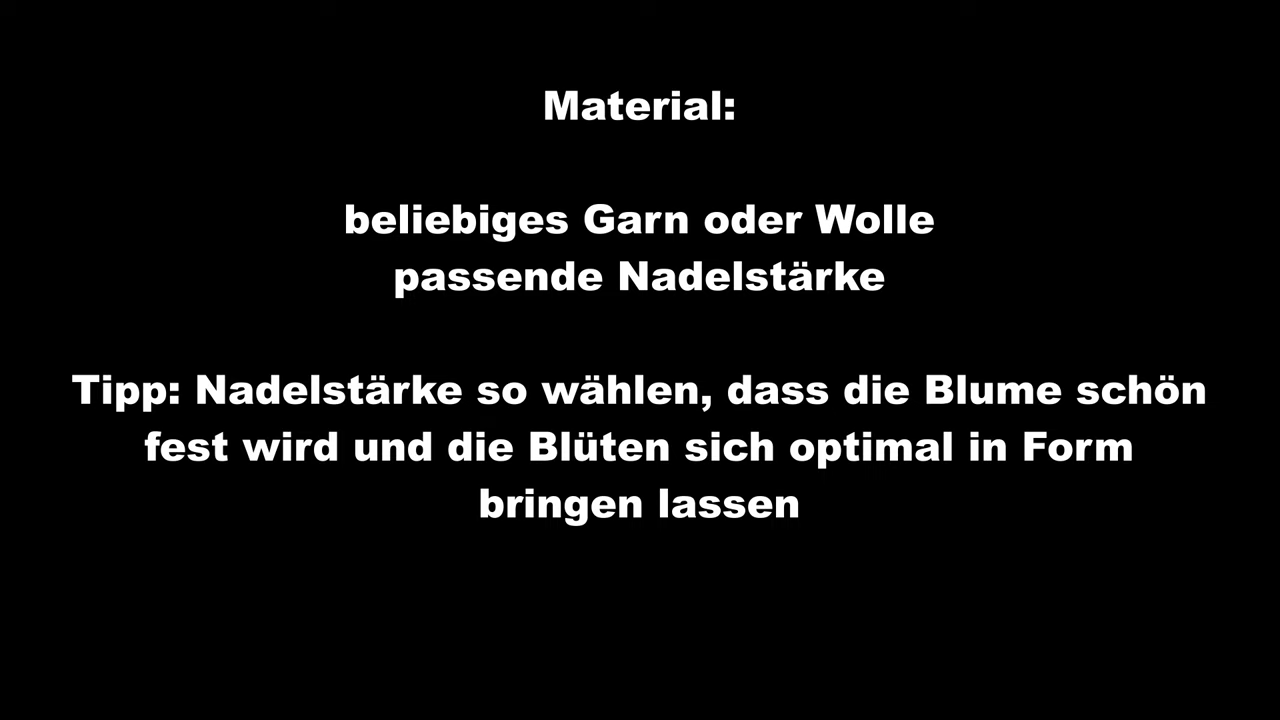 Material:
beliebiges Garn oder Wolle
passende Nadelstärke
Tipp: Nadelstärke so wählen, dass die Blume schön
fest wird und die Blüten sich optimal in Form
bringen lassen